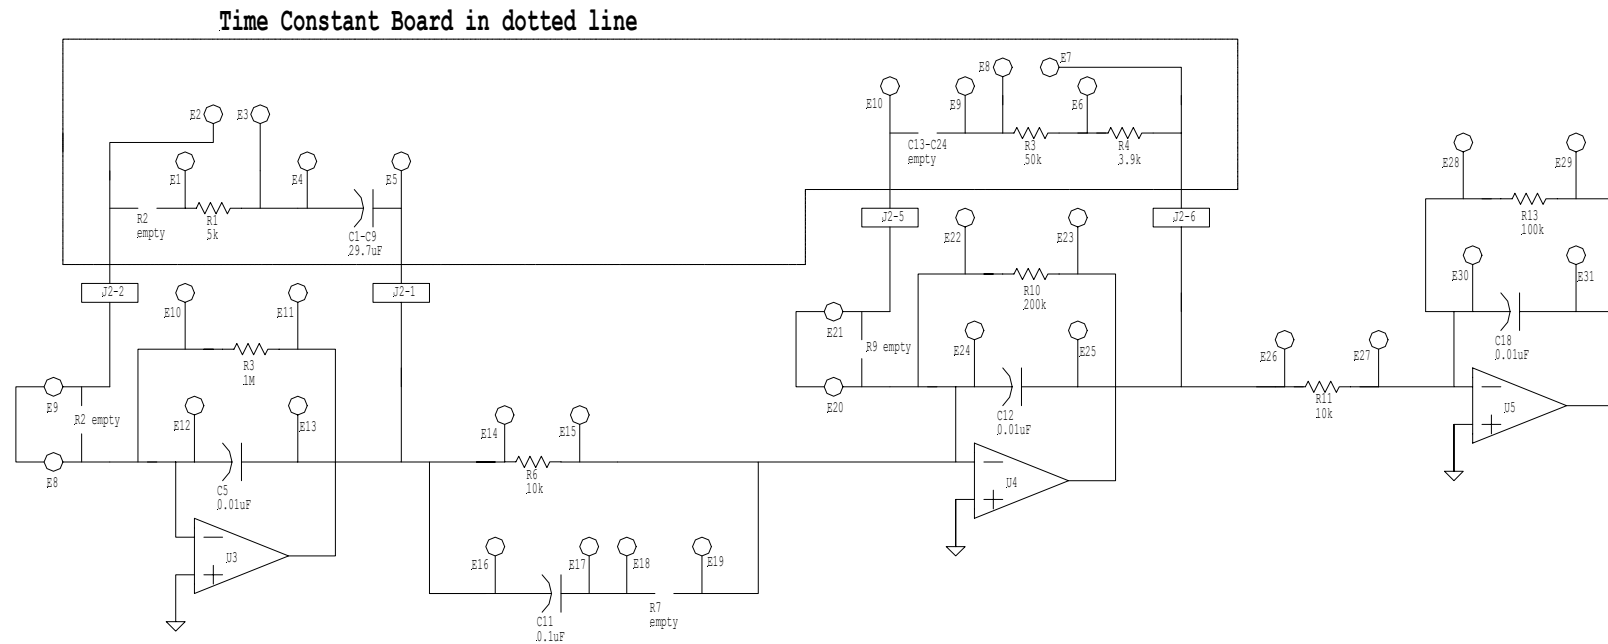 Time Constant Board in dotted line
E2
E3
E1
E4
E5
R2
empty
R1
5k
C1-C9
29.7uF
J2-2
J2-1
E10
E11
R3
1M
E9
R2 empty
E8
E12
E13
C5
0.01uF
U3
E14
E15
R6
10k
E16
E17
E18
E19
C11
0.1uF
R7
empty
E10
E9
E8
E7
E6
C13-C24
empty
R3
50k
R4
3.9k
J2-5
J2-6
E22
E23
R10
200k
E21
R9 empty
E20
E24
E25
C12
0.01uF
U4
E26
E27
R11
10k
E28
E29
R13
100k
E30
E31
C18
0.01uF
U5